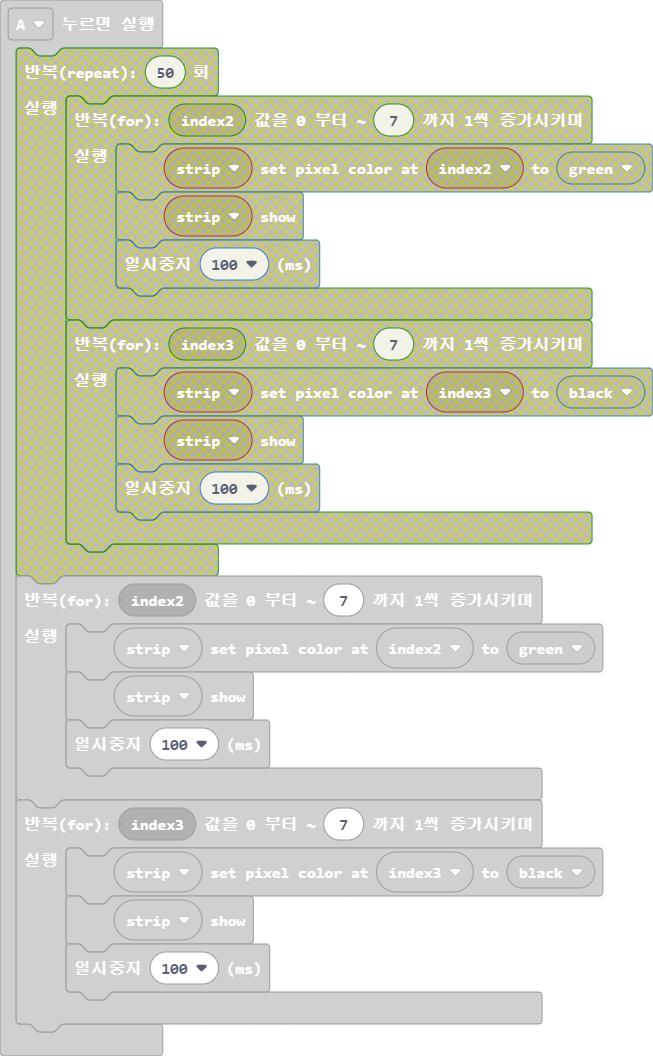 A 누르면 실행
반복(repeat): 50 회
실행
반복(for): index2 값을 0 부터 ~ 7 까지 1씩 증가시키며
실행
strip set pixel color at index2 to green
strip show
일시중지 100 (ms)
반복(for): index3 값을 0 부터 ~ 7 까지 1씩 증가시키며
실행
strip set pixel color at index3 to black
strip show
일시중지 100 (ms)
반복(for): index2 값을 0 부터 ~ 7 까지 1씩 증가시키며
실행
strip set pixel color at index2 to green
strip show
일시중지 100 (ms)
반복(for): index3 값을 0 부터 ~ 7 까지 1씩 증가시키며
실행
strip set pixel color at index3 to black
strip show
일시중지 100 (ms)